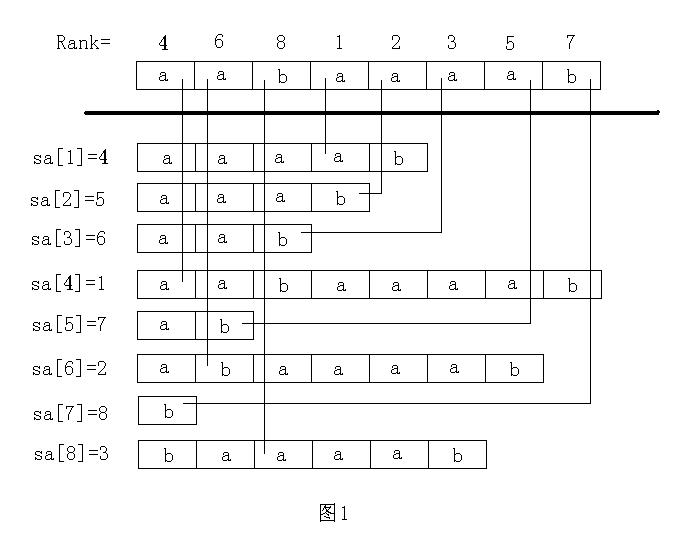 Rank= 4 6 8 1 2 3 5 7
a a b a a a a b
sa[1]=4 a a a a b
sa[2]=5 a a a b
sa[3]=6 a a b
sa[4]=1 a a b a a a a b
sa[5]=7 a b
sa[6]=2 a b a a a a b
sa[7]=8 b
sa[8]=3 b a a a a b
图1